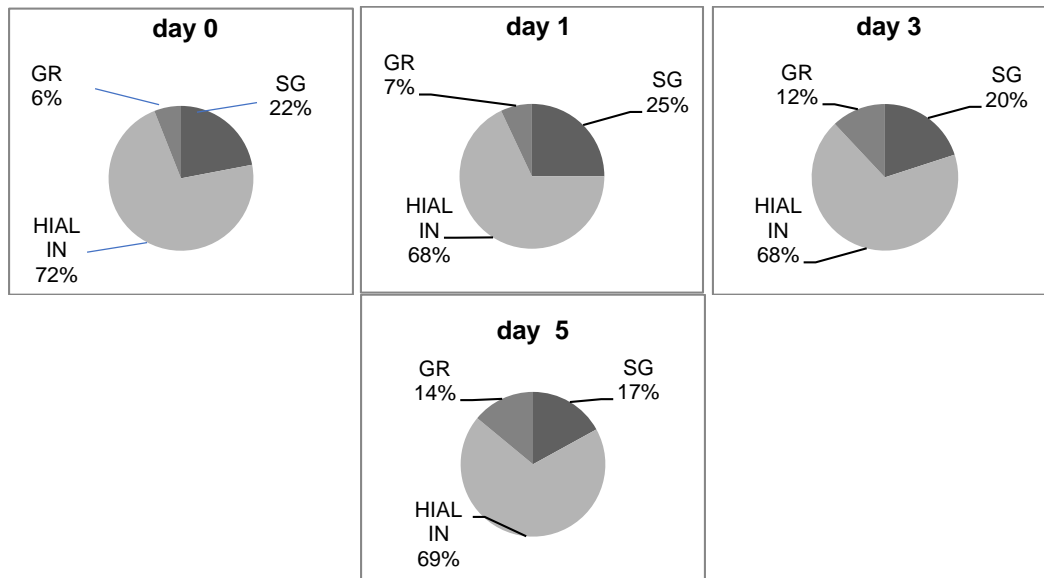 day 0
GR
6%
SG
22%
HIAL
IN
72%
day 1
GR
7%
SG
25%
HIAL
IN
68%
day 3
GR
12%
SG
20%
HIAL
IN
68%
day 5
GR
14%
SG
17%
HIAL
IN
69%